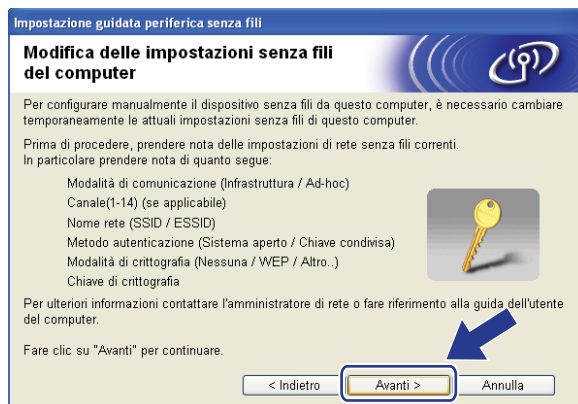 Impostazione guidata periferica senza fili
Modifica delle impostazioni senza fili
del computer
Per configurare manualmente il dispositivo senza fili da questo computer, è necessario cambiare
temporaneamente le attuali impostazioni senza fili di questo computer.
Prima di procedere, prendere nota delle impostazioni di rete senza fili correnti.
In particolare prendere nota di quanto segue:
Modalità di comunicazione (Infrastruttura / Ad-hoc)
Canale(1-14) (se applicabile)
Nome rete (SSID / ESSID)
Metodo autenticazione (Sistema aperto / Chiave condivisa)
Modalità di crittografia (Nessuna / WEP / Altro..)
Chiave di crittografia
Per ulteriori informazioni contattare l'amministratore di rete o fare riferimento alla guida dell'utente
del computer.
Fare clic su "Avanti" per continuare.
< Indietro Avanti > Annulla